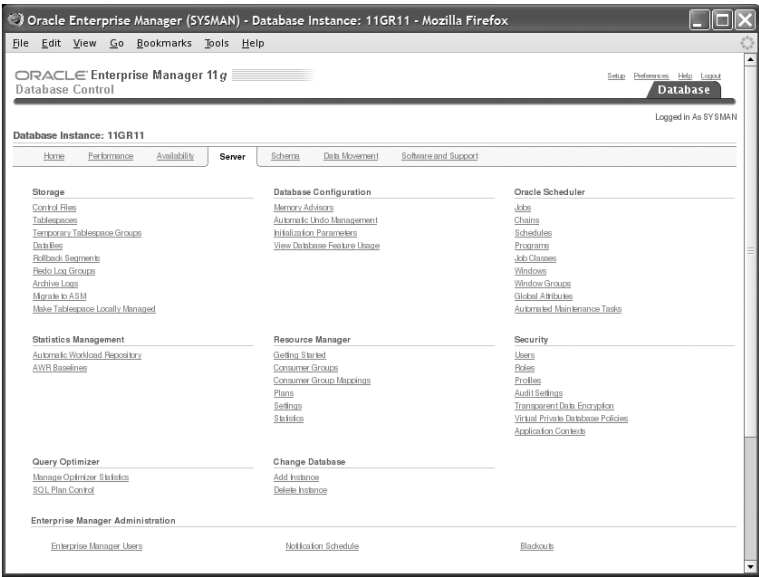 Oracle Enterprise Manager (SYSMAN) - Database Instance: 11GR11 - Mozilla Firefox
File Edit View Go Bookmarks Tools Help
ORACLE Enterprise Manager 11g
Database Control
Setup Preferences Help Logout
Database
Logged in As SYSMAN
Database Instance: 11GR11
Home Performance Availability Server Schema Data Movement Software and Support
Storage
Control Files
Tablespaces
Temporary Tablespace Groups
Datafiles
Rollback Segments
Redo Log Groups
Archive Logs
Migrate to ASM
Make Tablespace Locally Managed
Database Configuration
Memory Advisors
Automatic Undo Management
Initialization Parameters
View Database Feature Usage
Oracle Scheduler
Jobs
Chains
Schedules
Programs
Job Classes
Windows
Window Groups
Global Attributes
Automated Maintenance Tasks
Statistics Management
Automatic Workload Repository
AWR Baselines
Resource Manager
Getting Started
Consumer Groups
Consumer Group Mappings
Plans
Settings
Statistics
Security
Users
Roles
Profiles
Audit Settings
Transparent Data Encryption
Virtual Private Database Policies
Application Contexts
Query Optimizer
Manage Optimizer Statistics
SQL Plan Control
Change Database
Add Instance
Delete Instance
Enterprise Manager Administration
Enterprise Manager Users Notification Schedule Blackouts